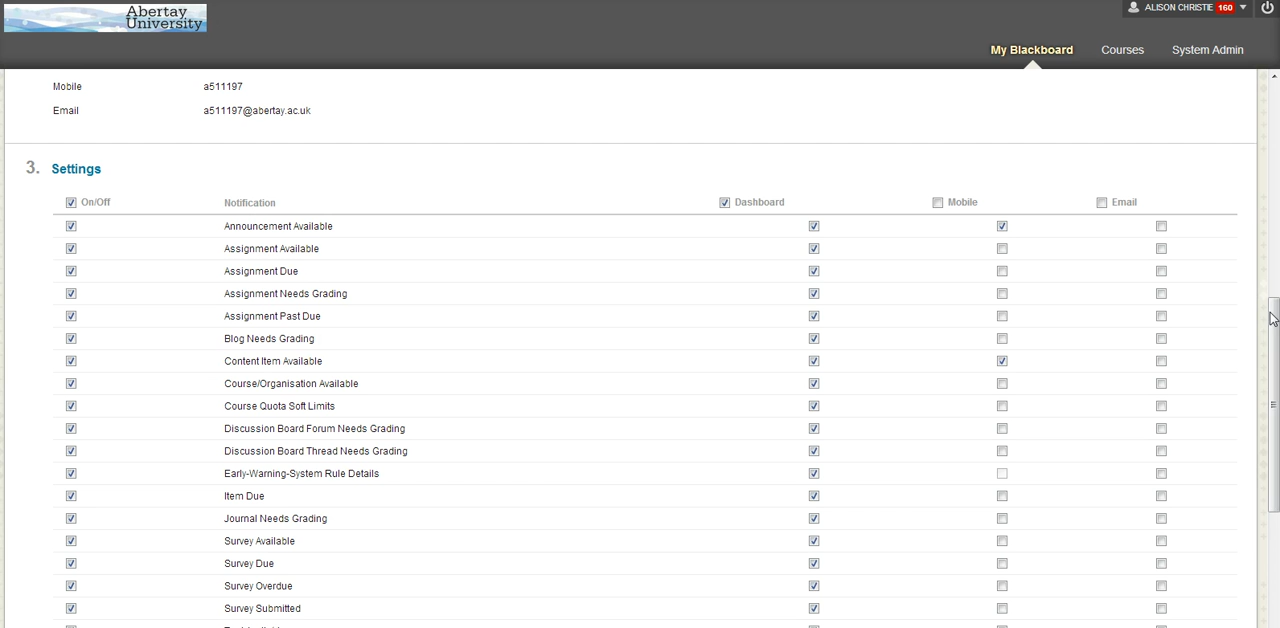 Abertay
University
ALISON CHRISTIE 160
My Blackboard Courses System Admin
Mobile a511197
Email a511197@abertay.ac.uk
3. Settings
On/Off Notification Dashboard Mobile Email
Announcement Available
Assignment Available
Assignment Due
Assignment Needs Grading
Assignment Past Due
Blog Needs Grading
Content Item Available
Course/Organisation Available
Course Quota Soft Limits
Discussion Board Forum Needs Grading
Discussion Board Thread Needs Grading
Early-Warning-System Rule Details
Item Due
Journal Needs Grading
Survey Available
Survey Due
Survey Overdue
Survey Submitted